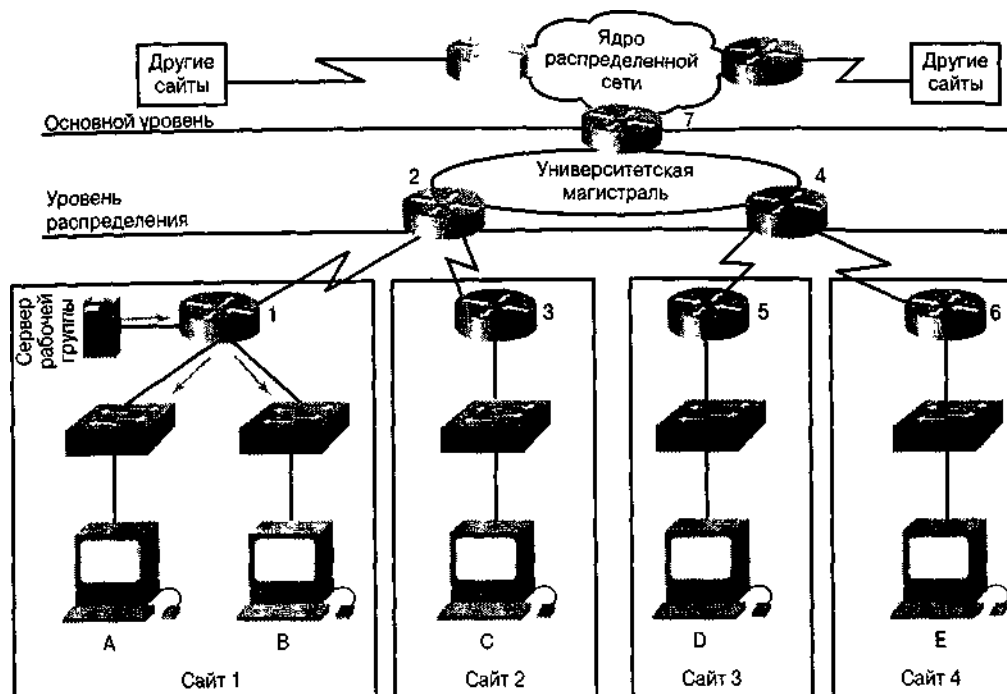 Другие
сайты
Ядро
распределенной
сети
Другие
сайты
Основной уровень
7
Университетская
магистраль
2
4
Уровень
распределения
Сервер
рабочей
группы
1
3
5
6
A
B
C
D
E
Сайт 1
Сайт 2
Сайт 3
Сайт 4